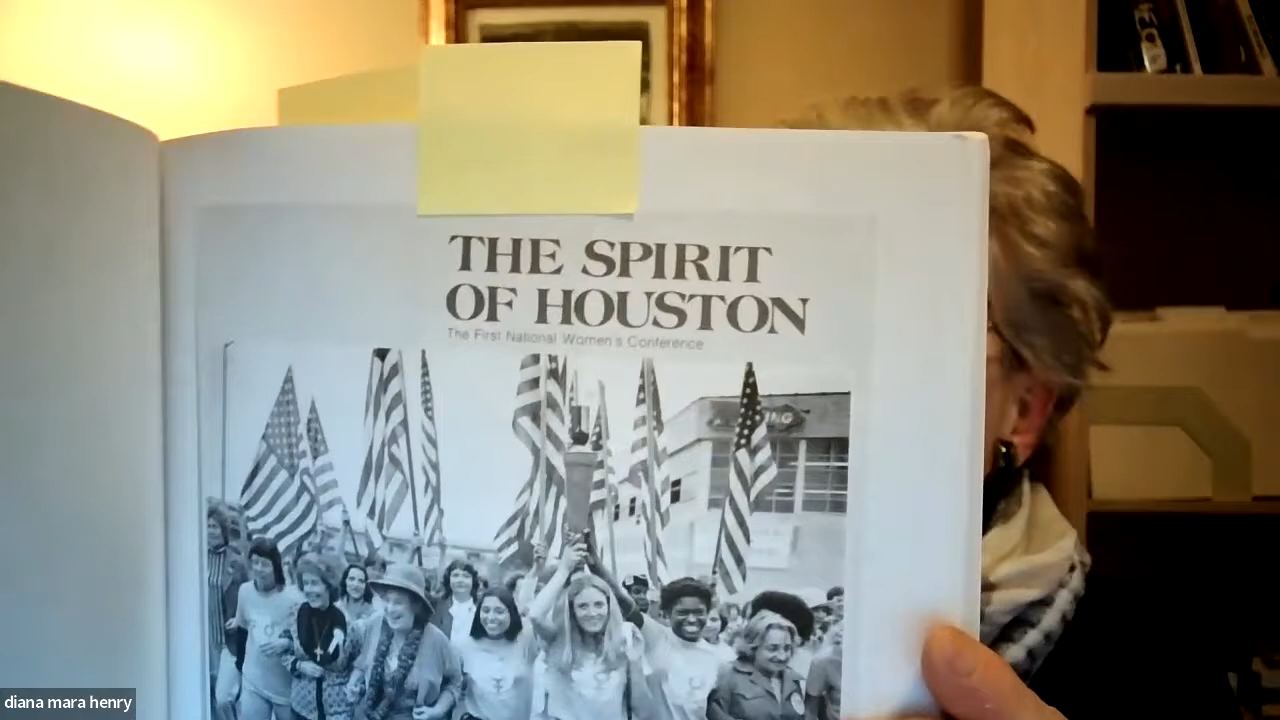 THE SPIRIT
OF HOUSTON
The First National Women's Conference
diana mara henry